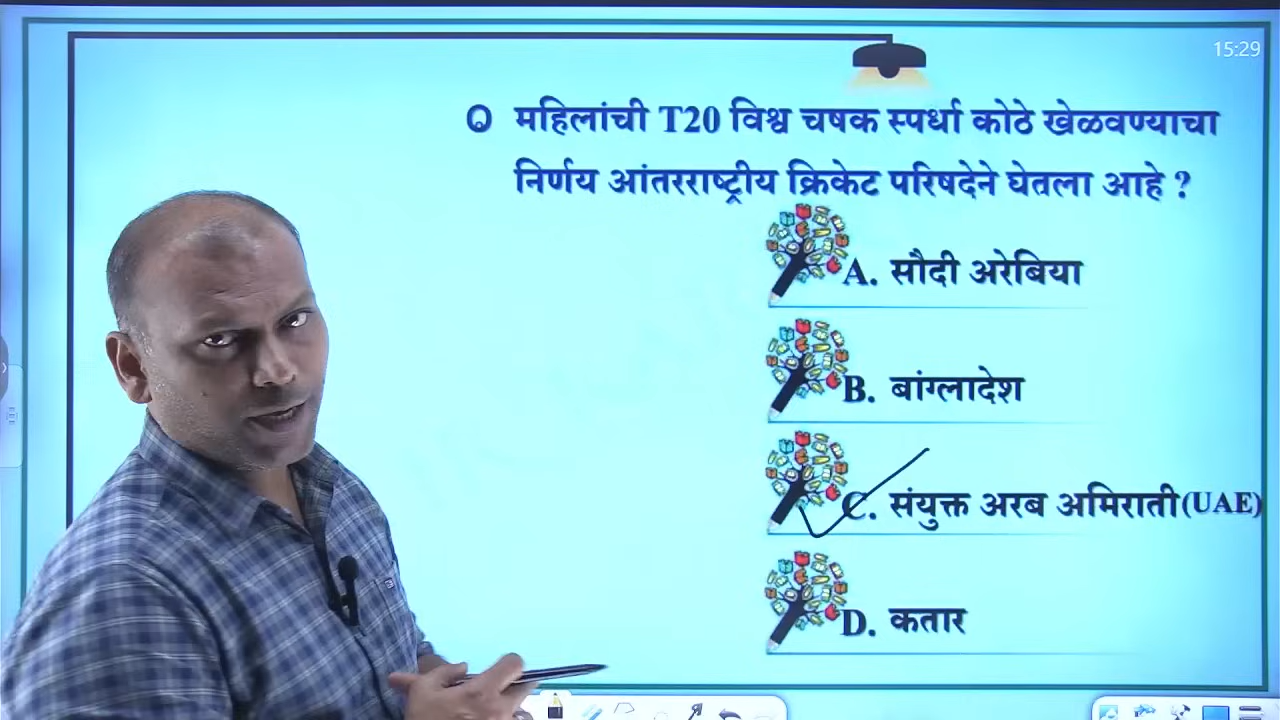 15:29
Q महिलांची T20 विश्व चषक स्पर्धा कोठे खेळवण्याचा
निर्णय आंतरराष्ट्रीय क्रिकेट परिषदेने घेतला आहे ?
A. सौदी अरेबिया
B. बांग्लादेश
C. संयुक्त अरब अमिराती(UAE)
D. कतार